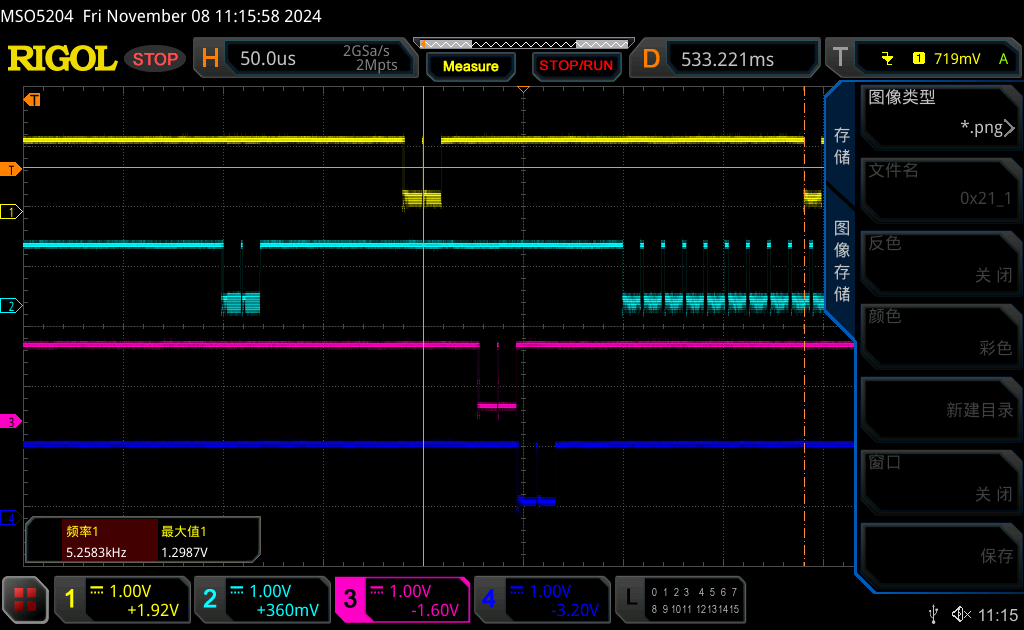 MSO5204 Fri November 08 11:15:58 2024
RIGOL STOP H 50.0us 2GSa/s 2Mpts Measure STOP/RUN D 533.221ms T 1 719mV A
T
T
1
2
3
4
存储
图像存储
图像类型
*.png
文件名
0x21_1
反色
关闭
颜色
彩色
新建目录
窗口
关闭
保存
频率1 最大值1
5.2583kHz 1.2987V
1 1.00V +1.92V
2 1.00V +360mV
3 1.00V -1.60V
4 1.00V -3.20V
L 0 1 2 3 4 5 6 7
8 9 10 11 12 13 14 15
11:15